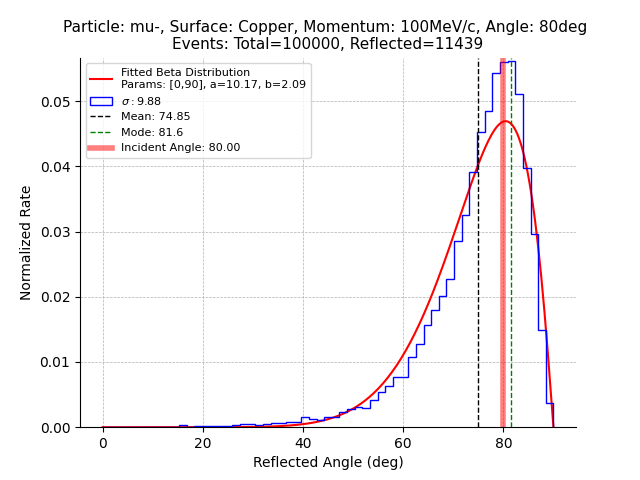 Particle: mu-, Surface: Copper, Momentum: 100MeV/c, Angle: 80deg
Events: Total=100000, Reflected=11439
Fitted Beta Distribution
Params: [0,90], a=10.17, b=2.09
σ: 9.88
Mean: 74.85
Mode: 81.6
Incident Angle: 80.00
Normalized Rate
0.05
0.04
0.03
0.02
0.01
0.00
0 20 40 60 80
Reflected Angle (deg)